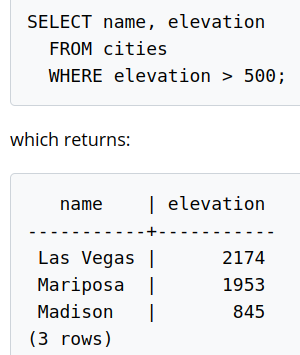 SELECT name, elevation
  FROM cities
  WHERE elevation > 500;
which returns:
   name    | elevation
-----------+-----------
 Las Vegas |      2174
 Mariposa  |      1953
 Madison   |       845
(3 rows)